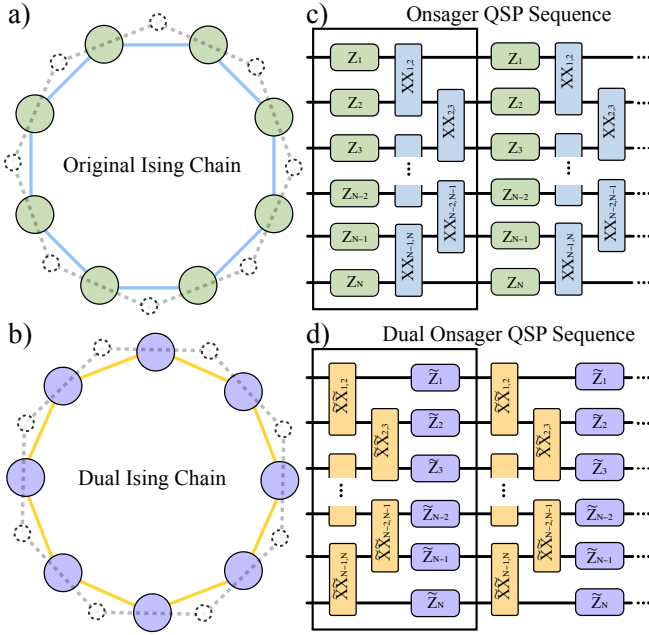 a)
Original Ising Chain
b)
Dual Ising Chain
c)
Onsager QSP Sequence
Z1 XX1,2 Z1 XX1,2 ...
Z2 XX2,3 Z2 XX2,3
Z3 Z3 ...
... ...
ZN-2 XXN-2,N-1 ZN-2 XXN-2,N-1 ...
ZN-1 XXN-1,N ZN-1 XXN-1,N ...
ZN ZN ...
d)
Dual Onsager QSP Sequence
X̃X̃1,2 Z̃1 X̃X̃1,2 Z̃1 ...
X̃X̃2,3 Z̃2 X̃X̃2,3 Z̃2 ...
Z̃3 Z̃3 ...
... ...
X̃X̃N-2,N-1 Z̃N-2 X̃X̃N-2,N-1 Z̃N-2 ...
X̃X̃N-1,N Z̃N-1 X̃X̃N-1,N Z̃N-1 ...
Z̃N Z̃N ...